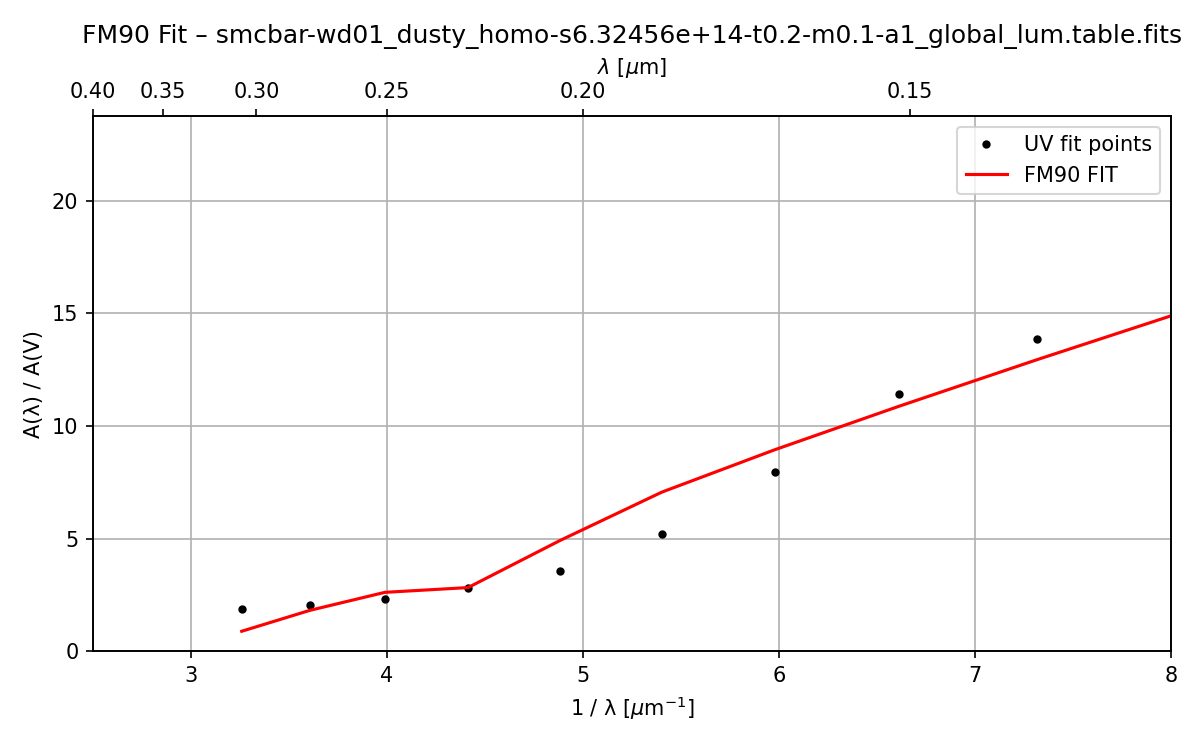 FM90 Fit – smcbar-wd01_dusty_homo-s6.32456e+14-t0.2-m0.1-a1_global_lum.table.fits
λ [μm]
0.40 0.35 0.30 0.25 0.20 0.15
UV fit points
FM90 FIT
A(λ) / A(V)
20
15
10
5
0
3 4 5 6 7 8
1 / λ [μm⁻¹]